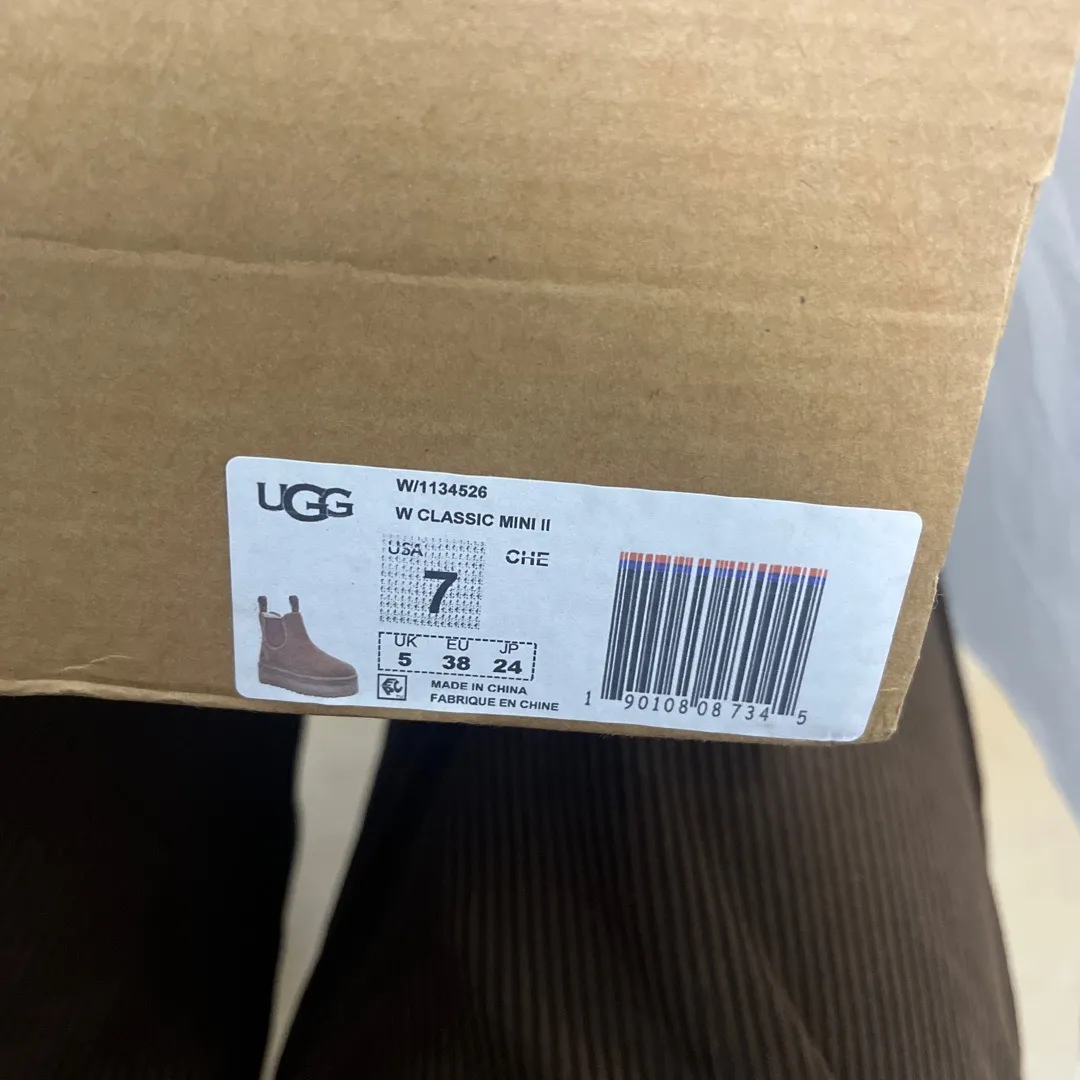 UGG
W/1134526
W CLASSIC MINI II
USA
7
CHE
UK EU JP
5 38 24
MADE IN CHINA
FABRIQUE EN CHINE
1 90108 08734 5